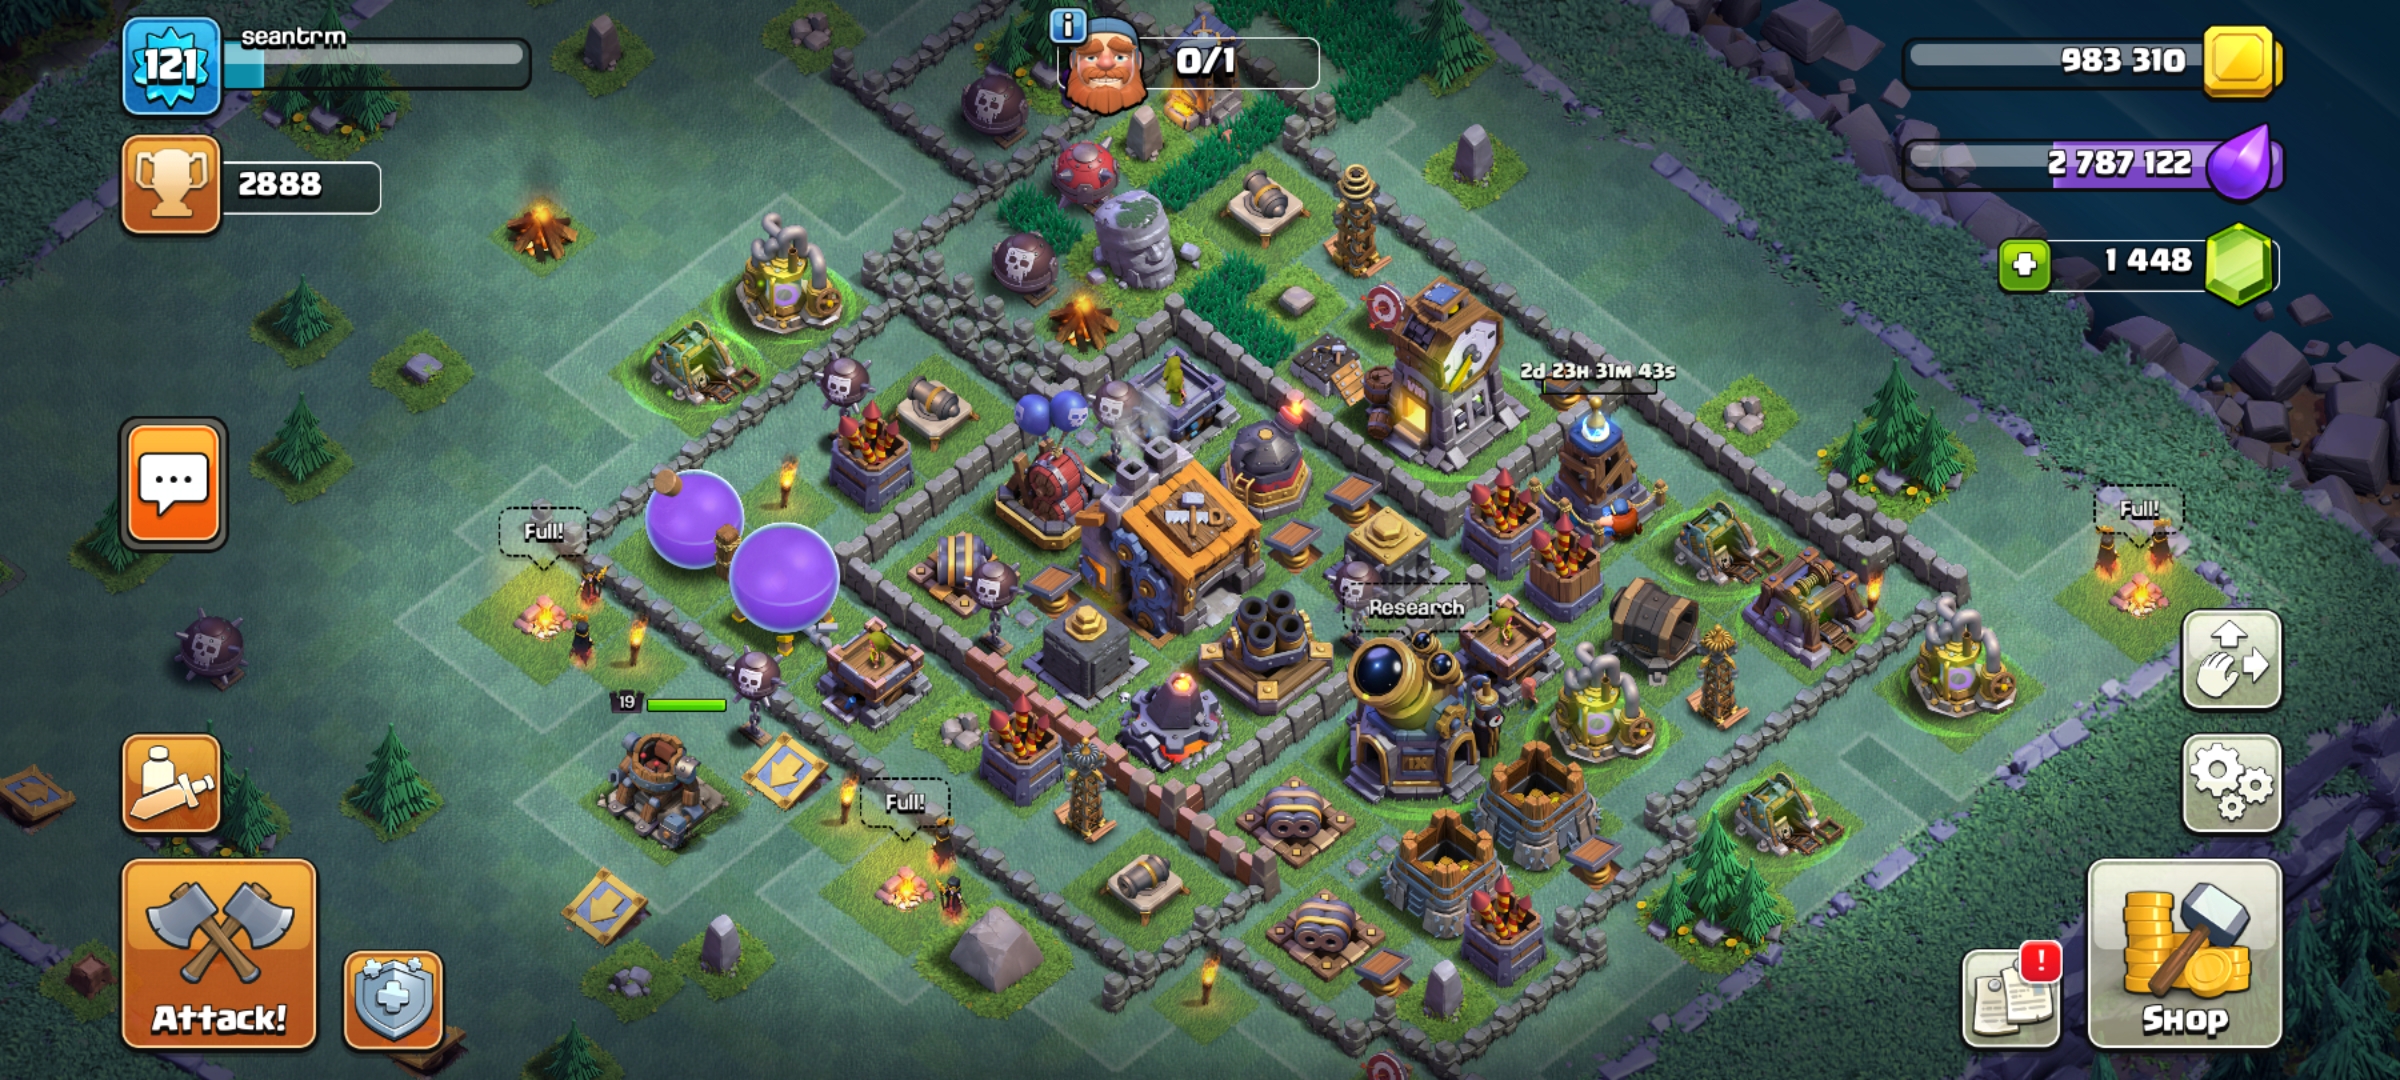 121
seantrm
i
0/1
983 310
2888
2 787 122
1 448
2d 23h 31m 43s
Full!
Full!
Research
19
Full!
Attack!
!
Shop